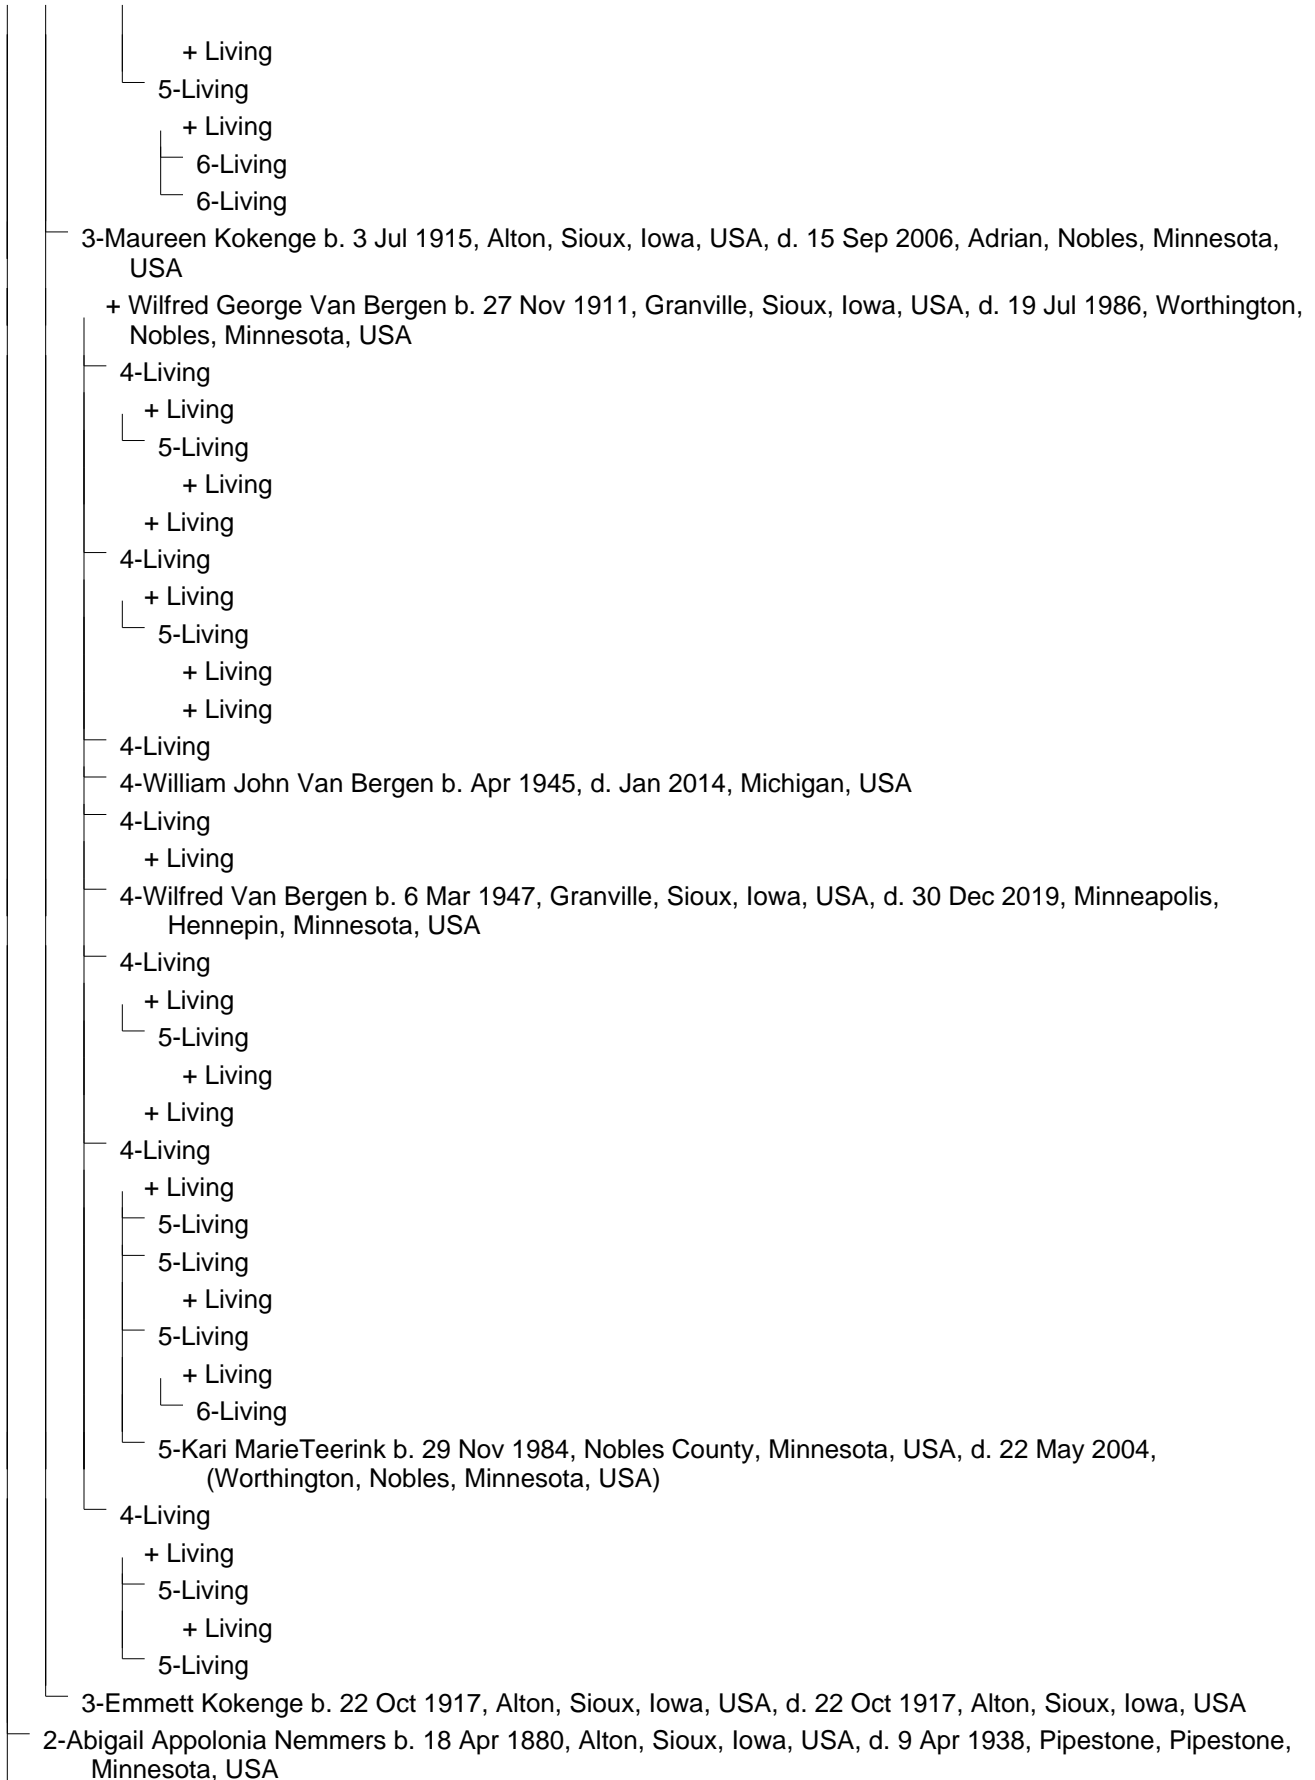 + Living
5-Living
+ Living
6-Living
6-Living
3-Maureen Kokenge b. 3 Jul 1915, Alton, Sioux, Iowa, USA, d. 15 Sep 2006, Adrian, Nobles, Minnesota,
USA
+ Wilfred George Van Bergen b. 27 Nov 1911, Granville, Sioux, Iowa, USA, d. 19 Jul 1986, Worthington,
Nobles, Minnesota, USA
4-Living
+ Living
5-Living
+ Living
+ Living
4-Living
+ Living
5-Living
+ Living
+ Living
4-Living
4-William John Van Bergen b. Apr 1945, d. Jan 2014, Michigan, USA
4-Living
+ Living
4-Wilfred Van Bergen b. 6 Mar 1947, Granville, Sioux, Iowa, USA, d. 30 Dec 2019, Minneapolis,
Hennepin, Minnesota, USA
4-Living
+ Living
5-Living
+ Living
+ Living
4-Living
+ Living
5-Living
5-Living
+ Living
5-Living
+ Living
6-Living
5-Kari MarieTeerink b. 29 Nov 1984, Nobles County, Minnesota, USA, d. 22 May 2004,
(Worthington, Nobles, Minnesota, USA)
4-Living
+ Living
5-Living
+ Living
5-Living
3-Emmett Kokenge b. 22 Oct 1917, Alton, Sioux, Iowa, USA, d. 22 Oct 1917, Alton, Sioux, Iowa, USA
2-Abigail Appolonia Nemmers b. 18 Apr 1880, Alton, Sioux, Iowa, USA, d. 9 Apr 1938, Pipestone, Pipestone,
Minnesota, USA